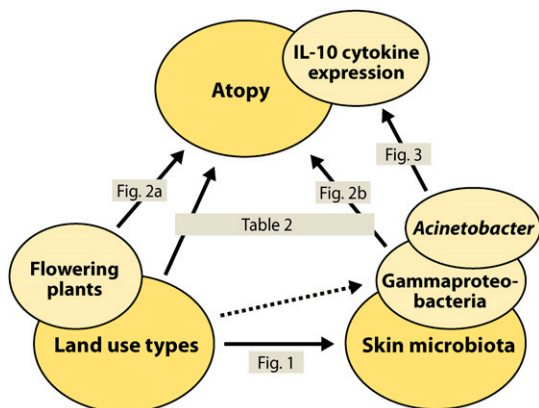 IL-10 cytokine
expression
Atopy
Fig. 3
Fig. 2a
Fig. 2b
Table 2
Acinetobacter
Flowering
plants
Gammaproteo-
bacteria
Land use types
Skin microbiota
Fig. 1